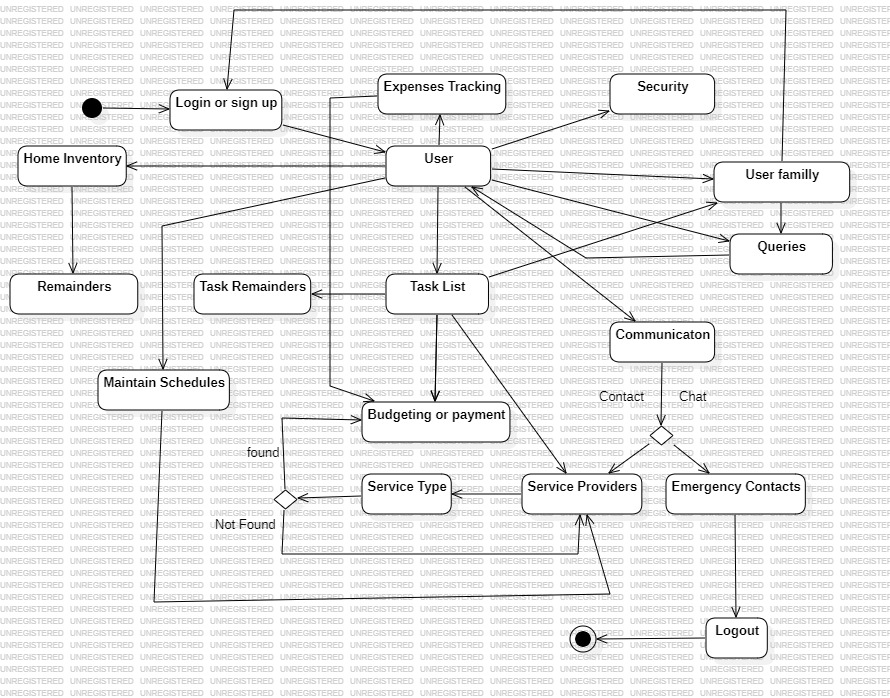 Expenses Tracking
Security
Login or sign up
Home Inventory
User
User familly
Queries
Remainders
Task Remainders
Task List
Communicaton
Maintain Schedules
Contact
Chat
Budgeting or payment
found
Service Type
Service Providers
Emergency Contacts
Not Found
Logout
UNREGISTERED